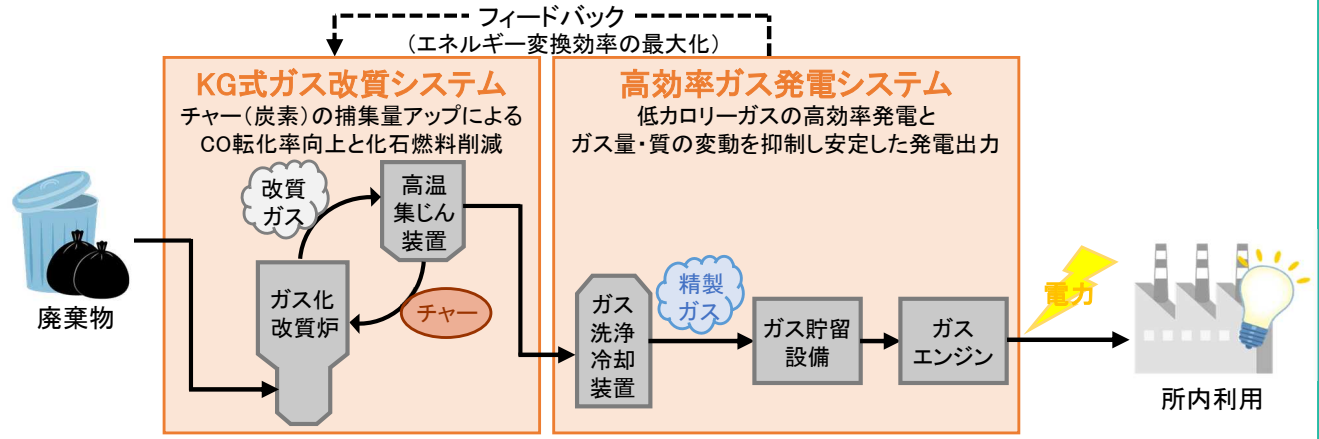 フィードバック
（エネルギー変換効率の最大化）
KG式ガス改質システム
チャー（炭素）の捕集量アップによる
CO転化率向上と化石燃料削減
高効率ガス発電システム
低カロリーガスの高効率発電と
ガス量・質の変動を抑制し安定した発電出力
廃棄物
改質
ガス
高温
集じん
装置
ガス化
改質炉
チャー
ガス
洗浄
冷却
装置
精製
ガス
ガス貯留
設備
ガス
エンジン
電力
所内利用